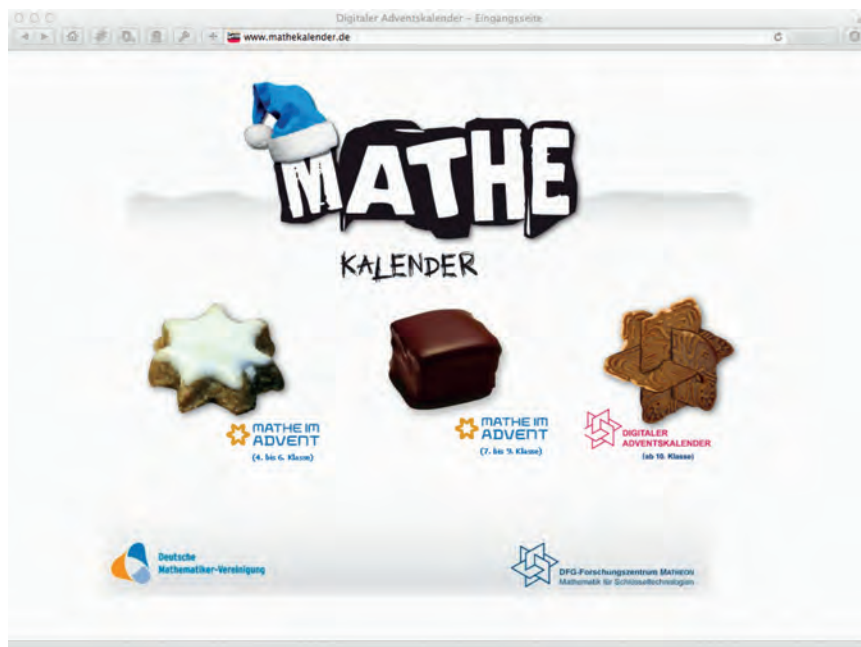 Digitaler Adventskalender – Eingangsseite
www.mathekalender.de
MATHE
KALENDER
MATHE IM
ADVENT
(4. bis 6. Klasse)
MATHE IM
ADVENT
(7. bis 9. Klasse)
DIGITALER
ADVENTSKALENDER
(ab 10. Klasse)
Deutsche
Mathematiker-Vereinigung
DFG-Forschungszentrum MATHEON
Mathematik für Schlüsseltechnologien